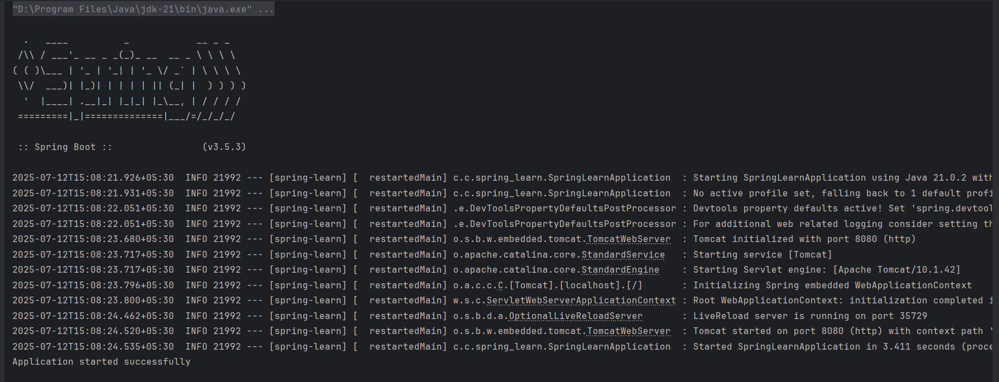 "D:\Program Files\Java\jdk-21\bin\java.exe" ...
  .   ____          _            __ _ _
 /\\ / ___'_ __ _ _(_)_ __  __ _ \ \ \ \
( ( )\___ | '_ | '_| | '_ \/ _` | \ \ \ \
 \\/  ___)| |_)| | | | | || (_| |  ) ) ) )
  '  |____| .__|_| |_|_| |_\__, | / / / /
 =========|_|==============|___/=/_/_/_/
 :: Spring Boot ::                (v3.5.3)
2025-07-12T15:08:21.926+05:30  INFO 21992 --- [spring-learn] [  restartedMain] c.c.spring_learn.SpringLearnApplication  : Starting SpringLearnApplication using Java 21.0.2 with
2025-07-12T15:08:21.931+05:30  INFO 21992 --- [spring-learn] [  restartedMain] c.c.spring_learn.SpringLearnApplication  : No active profile set, falling back to 1 default profi
2025-07-12T15:08:22.051+05:30  INFO 21992 --- [spring-learn] [  restartedMain] .e.DevToolsPropertyDefaultsPostProcessor : Devtools property defaults active! Set 'spring.devtool
2025-07-12T15:08:22.051+05:30  INFO 21992 --- [spring-learn] [  restartedMain] .e.DevToolsPropertyDefaultsPostProcessor : For additional web related logging consider setting th
2025-07-12T15:08:23.680+05:30  INFO 21992 --- [spring-learn] [  restartedMain] o.s.b.w.embedded.tomcat.TomcatWebServer  : Tomcat initialized with port 8080 (http)
2025-07-12T15:08:23.717+05:30  INFO 21992 --- [spring-learn] [  restartedMain] o.apache.catalina.core.StandardService   : Starting service [Tomcat]
2025-07-12T15:08:23.717+05:30  INFO 21992 --- [spring-learn] [  restartedMain] o.apache.catalina.core.StandardEngine    : Starting Servlet engine: [Apache Tomcat/10.1.42]
2025-07-12T15:08:23.796+05:30  INFO 21992 --- [spring-learn] [  restartedMain] o.a.c.c.C.[Tomcat].[localhost].[/]       : Initializing Spring embedded WebApplicationContext
2025-07-12T15:08:23.800+05:30  INFO 21992 --- [spring-learn] [  restartedMain] w.s.c.ServletWebServerApplicationContext : Root WebApplicationContext: initialization completed i
2025-07-12T15:08:24.462+05:30  INFO 21992 --- [spring-learn] [  restartedMain] o.s.b.d.a.OptionalLiveReloadServer       : LiveReload server is running on port 35729
2025-07-12T15:08:24.520+05:30  INFO 21992 --- [spring-learn] [  restartedMain] o.s.b.w.embedded.tomcat.TomcatWebServer  : Tomcat started on port 8080 (http) with context path '
2025-07-12T15:08:24.535+05:30  INFO 21992 --- [spring-learn] [  restartedMain] c.c.spring_learn.SpringLearnApplication  : Started SpringLearnApplication in 3.411 seconds (proce
Application started successfully